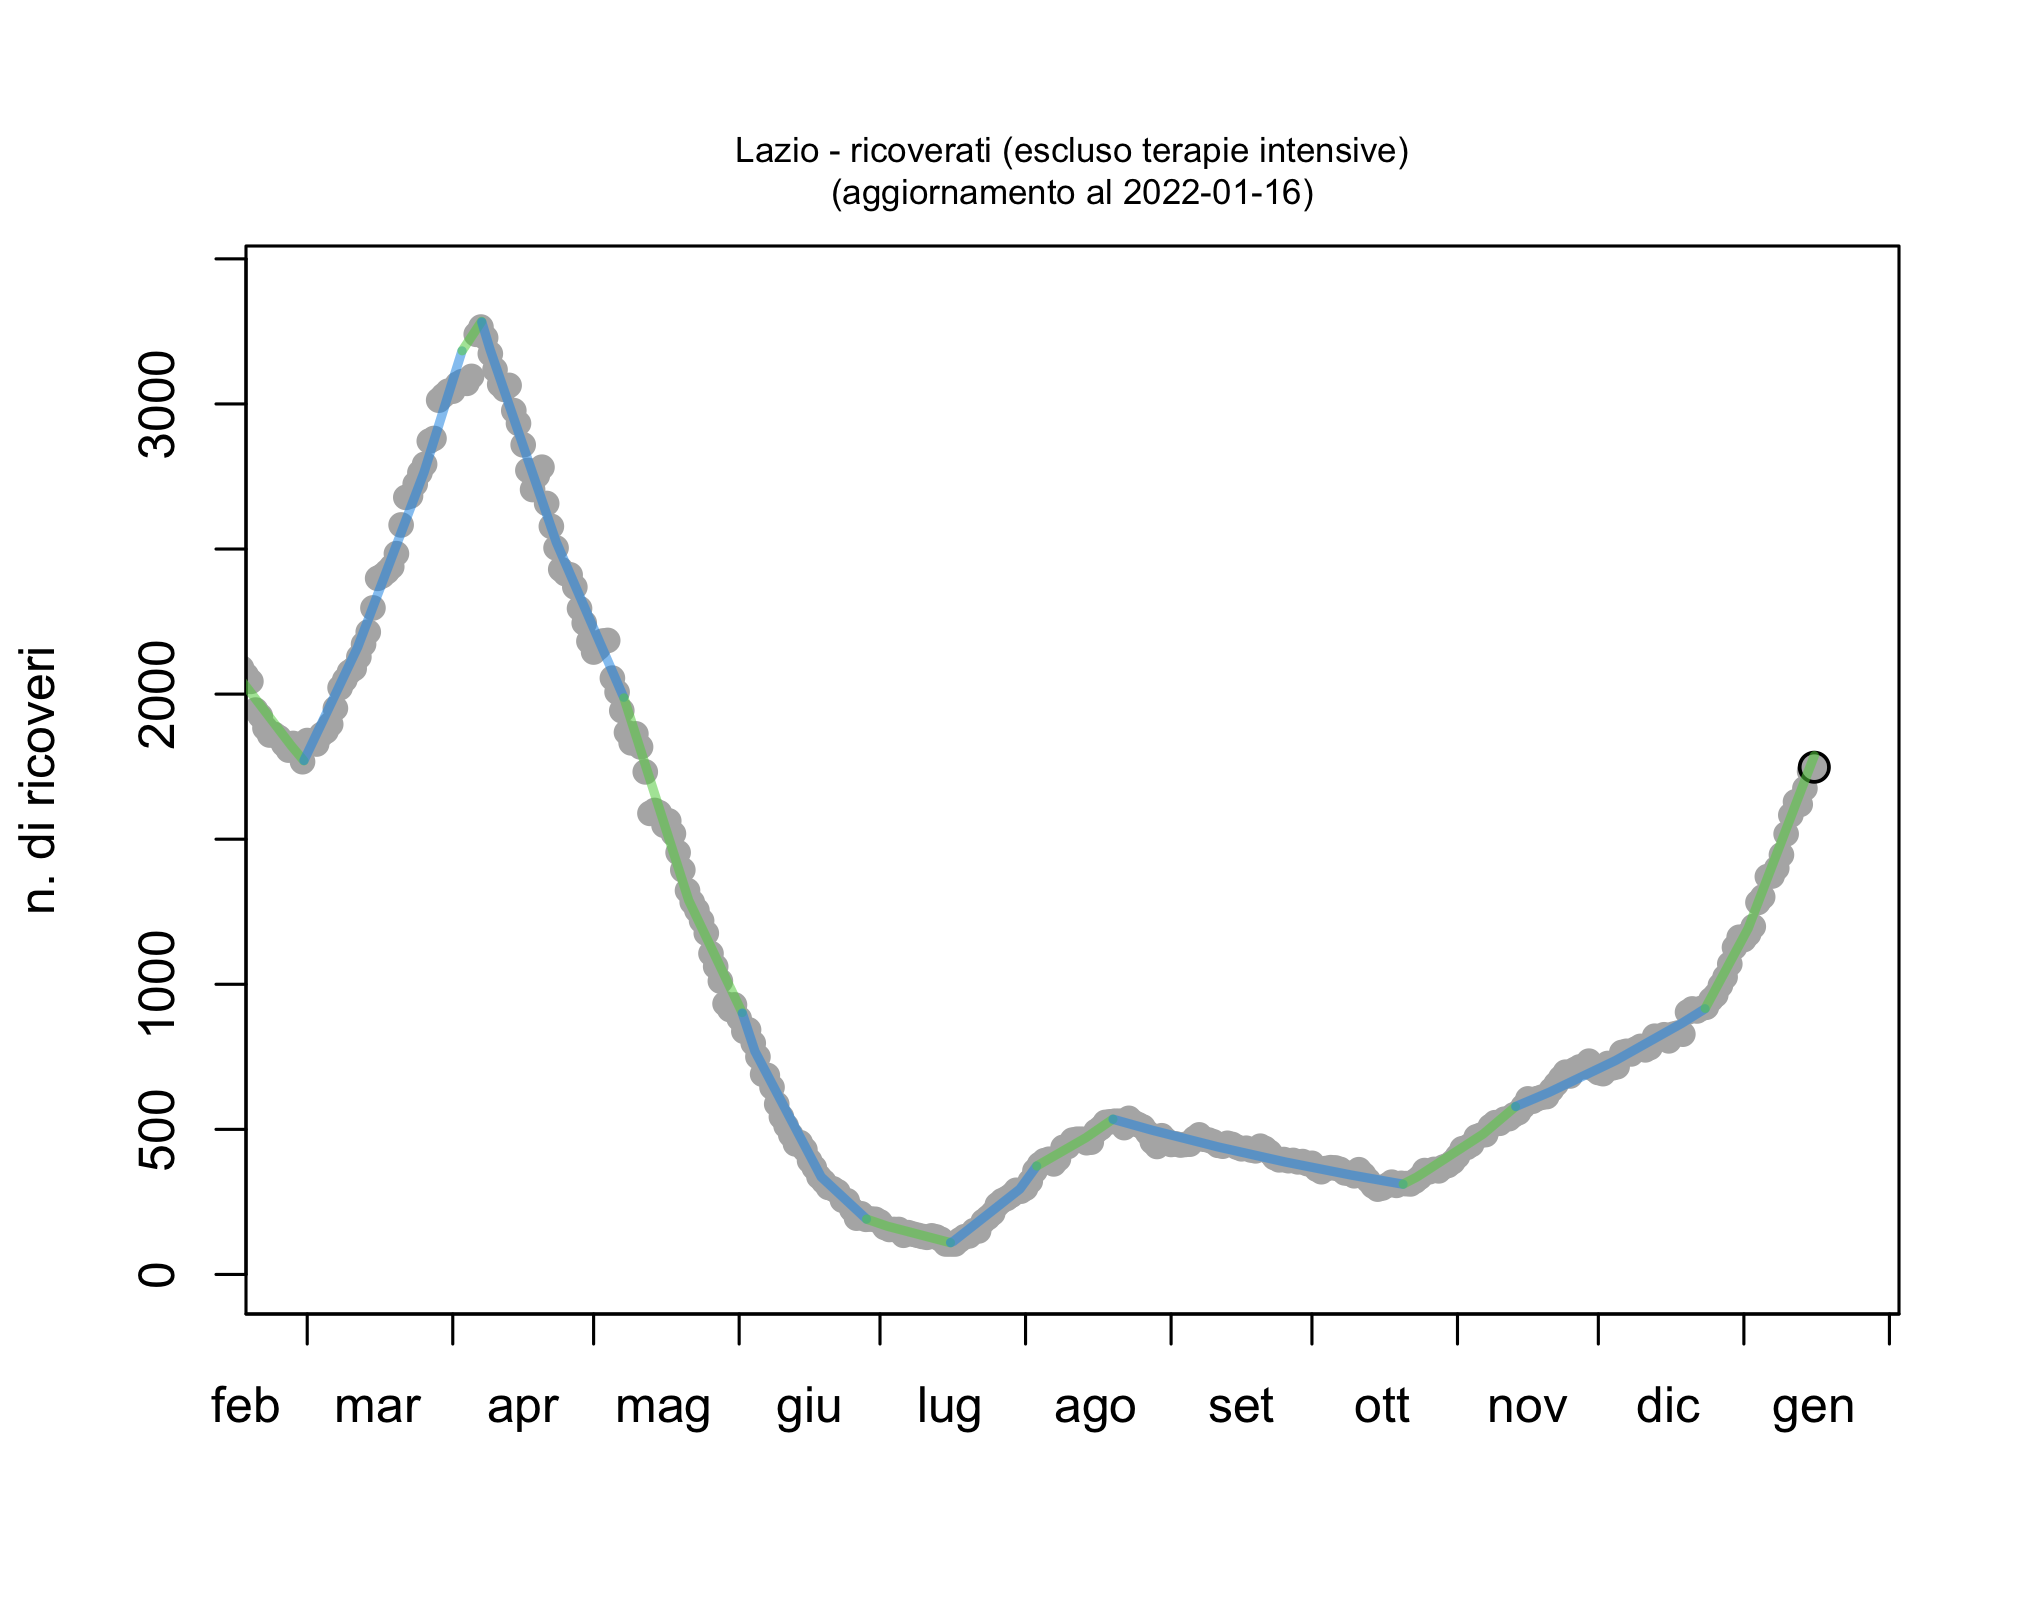 Lazio - ricoverati (escluso terapie intensive)
(aggiornamento al 2022-01-16)
n. di ricoveri
3000
2000
1000
500
0
feb mar apr mag giu lug ago set ott nov dic gen